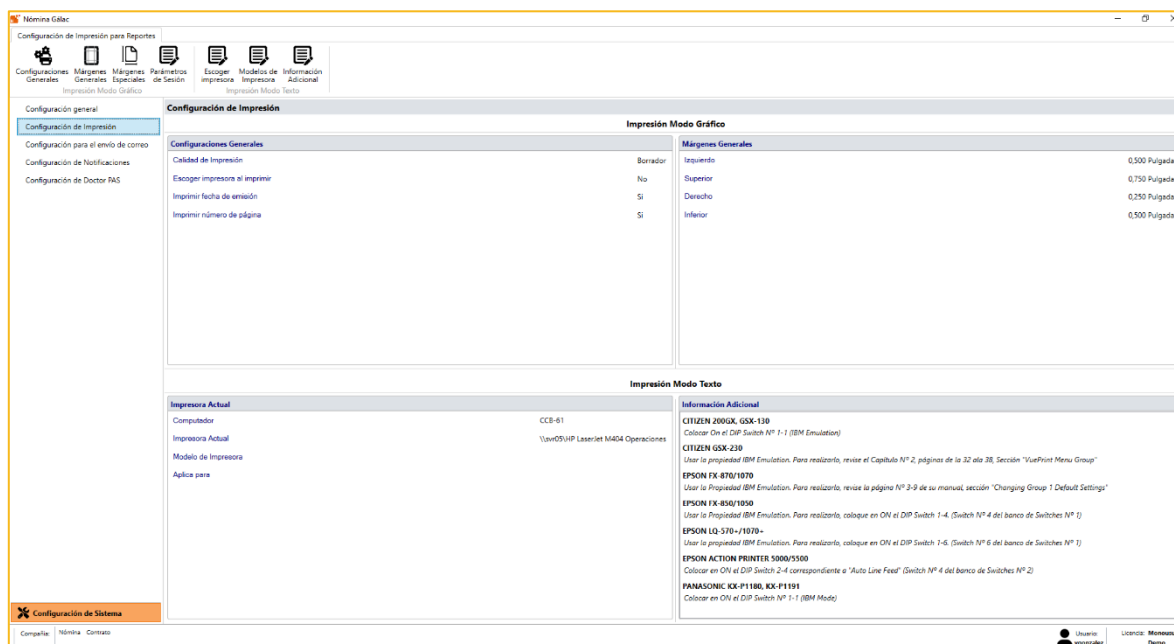 Nómina Gálac
Configuración de Impresión para Reportes
Configuraciones Generales
Márgenes Generales
Márgenes Especiales
Parámetros de Sesión
Escoger impresora
Modelos de Impresora
Información Adicional
Impresión Modo Gráfico
Impresión Modo Texto
Configuración general
Configuración de Impresión
Configuración para el envío de correo
Configuración de Notificaciones
Configuración de Doctor PAS
Configuración de Impresión
Impresión Modo Gráfico
Configuraciones Generales
Calidad de Impresión Borrador
Escoger impresora al imprimir No
Imprimir fecha de emisión Si
Imprimir número de página Si
Márgenes Generales
Izquierdo 0,500 Pulgada
Superior 0,750 Pulgada
Derecho 0,250 Pulgada
Inferior 0,500 Pulgada
Impresión Modo Texto
Impresora Actual
Computador CCB-61
Impresora Actual \\svr05\HP LaserJet M404 Operaciones
Modelo de Impresora
Aplica para
Información Adicional
CITIZEN 200GX, GSX-130
Colocar On el DIP Switch Nº 1-1 (IBM Emulation)
CITIZEN GSX-230
Usar la propiedad IBM Emulation. Para realizarlo, revise el Capítulo Nº 2, páginas de la 32 ala 38, Sección "VuePrint Menu Group"
EPSON FX-870/1070
Usar la Propiedad IBM Emulation. Para realizarlo, revise la página Nº 3-9 de su manual, sección "Changing Group 1 Default Settings"
EPSON FX-850/1050
Usar la Propiedad IBM Emulation. Para realizarlo, coloque en ON el DIP Switch 1-4. (Switch Nº 4 del banco de Switches Nº 1)
EPSON LQ-570+/1070+
Usar la propiedad IBM Emulation. Para realizarlo, coloque en ON el DIP Switch 1-6. (Switch Nº 6 del banco de Switches Nº 1)
EPSON ACTION PRINTER 5000/5500
Colocar en ON el DIP Switch 2-4 correspondiente a "Auto Line Feed" (Switch Nº 4 del banco de Switches Nº 2)
PANASONIC KX-P1180, KX-P1191
Colocar en ON el DIP Switch Nº 1-1 (IBM Mode)
Configuración de Sistema
Compañía: Nómina Contrato
Usuario:
Licencia: Monous